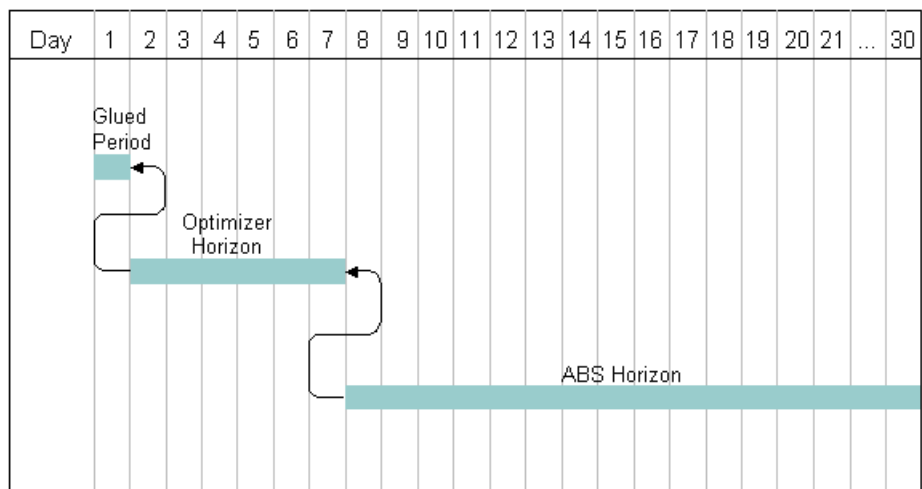 Day 1 2 3 4 5 6 7 8 9 10 11 12 13 14 15 16 17 18 19 20 21 ... 30
Glued
Period
Optimizer
Horizon
ABS Horizon